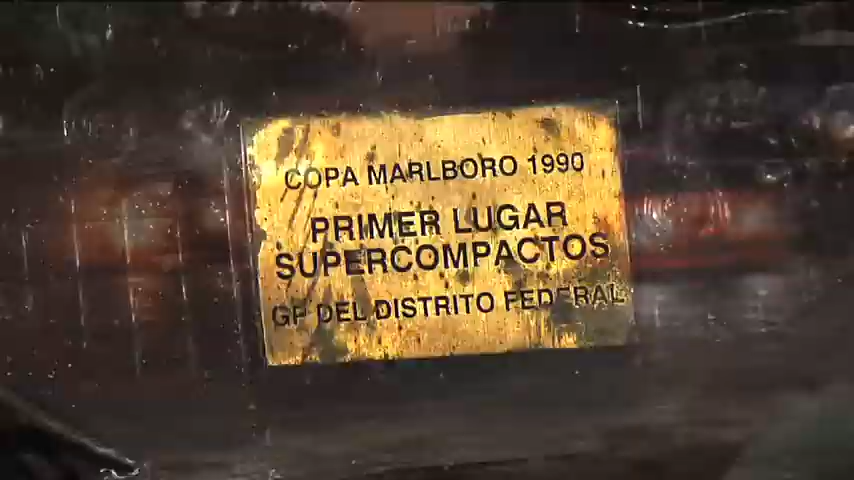 COPA MARLBORO 1990
PRIMER LUGAR
SUPERCOMPACTOS
GP DEL DISTRITO FEDERAL